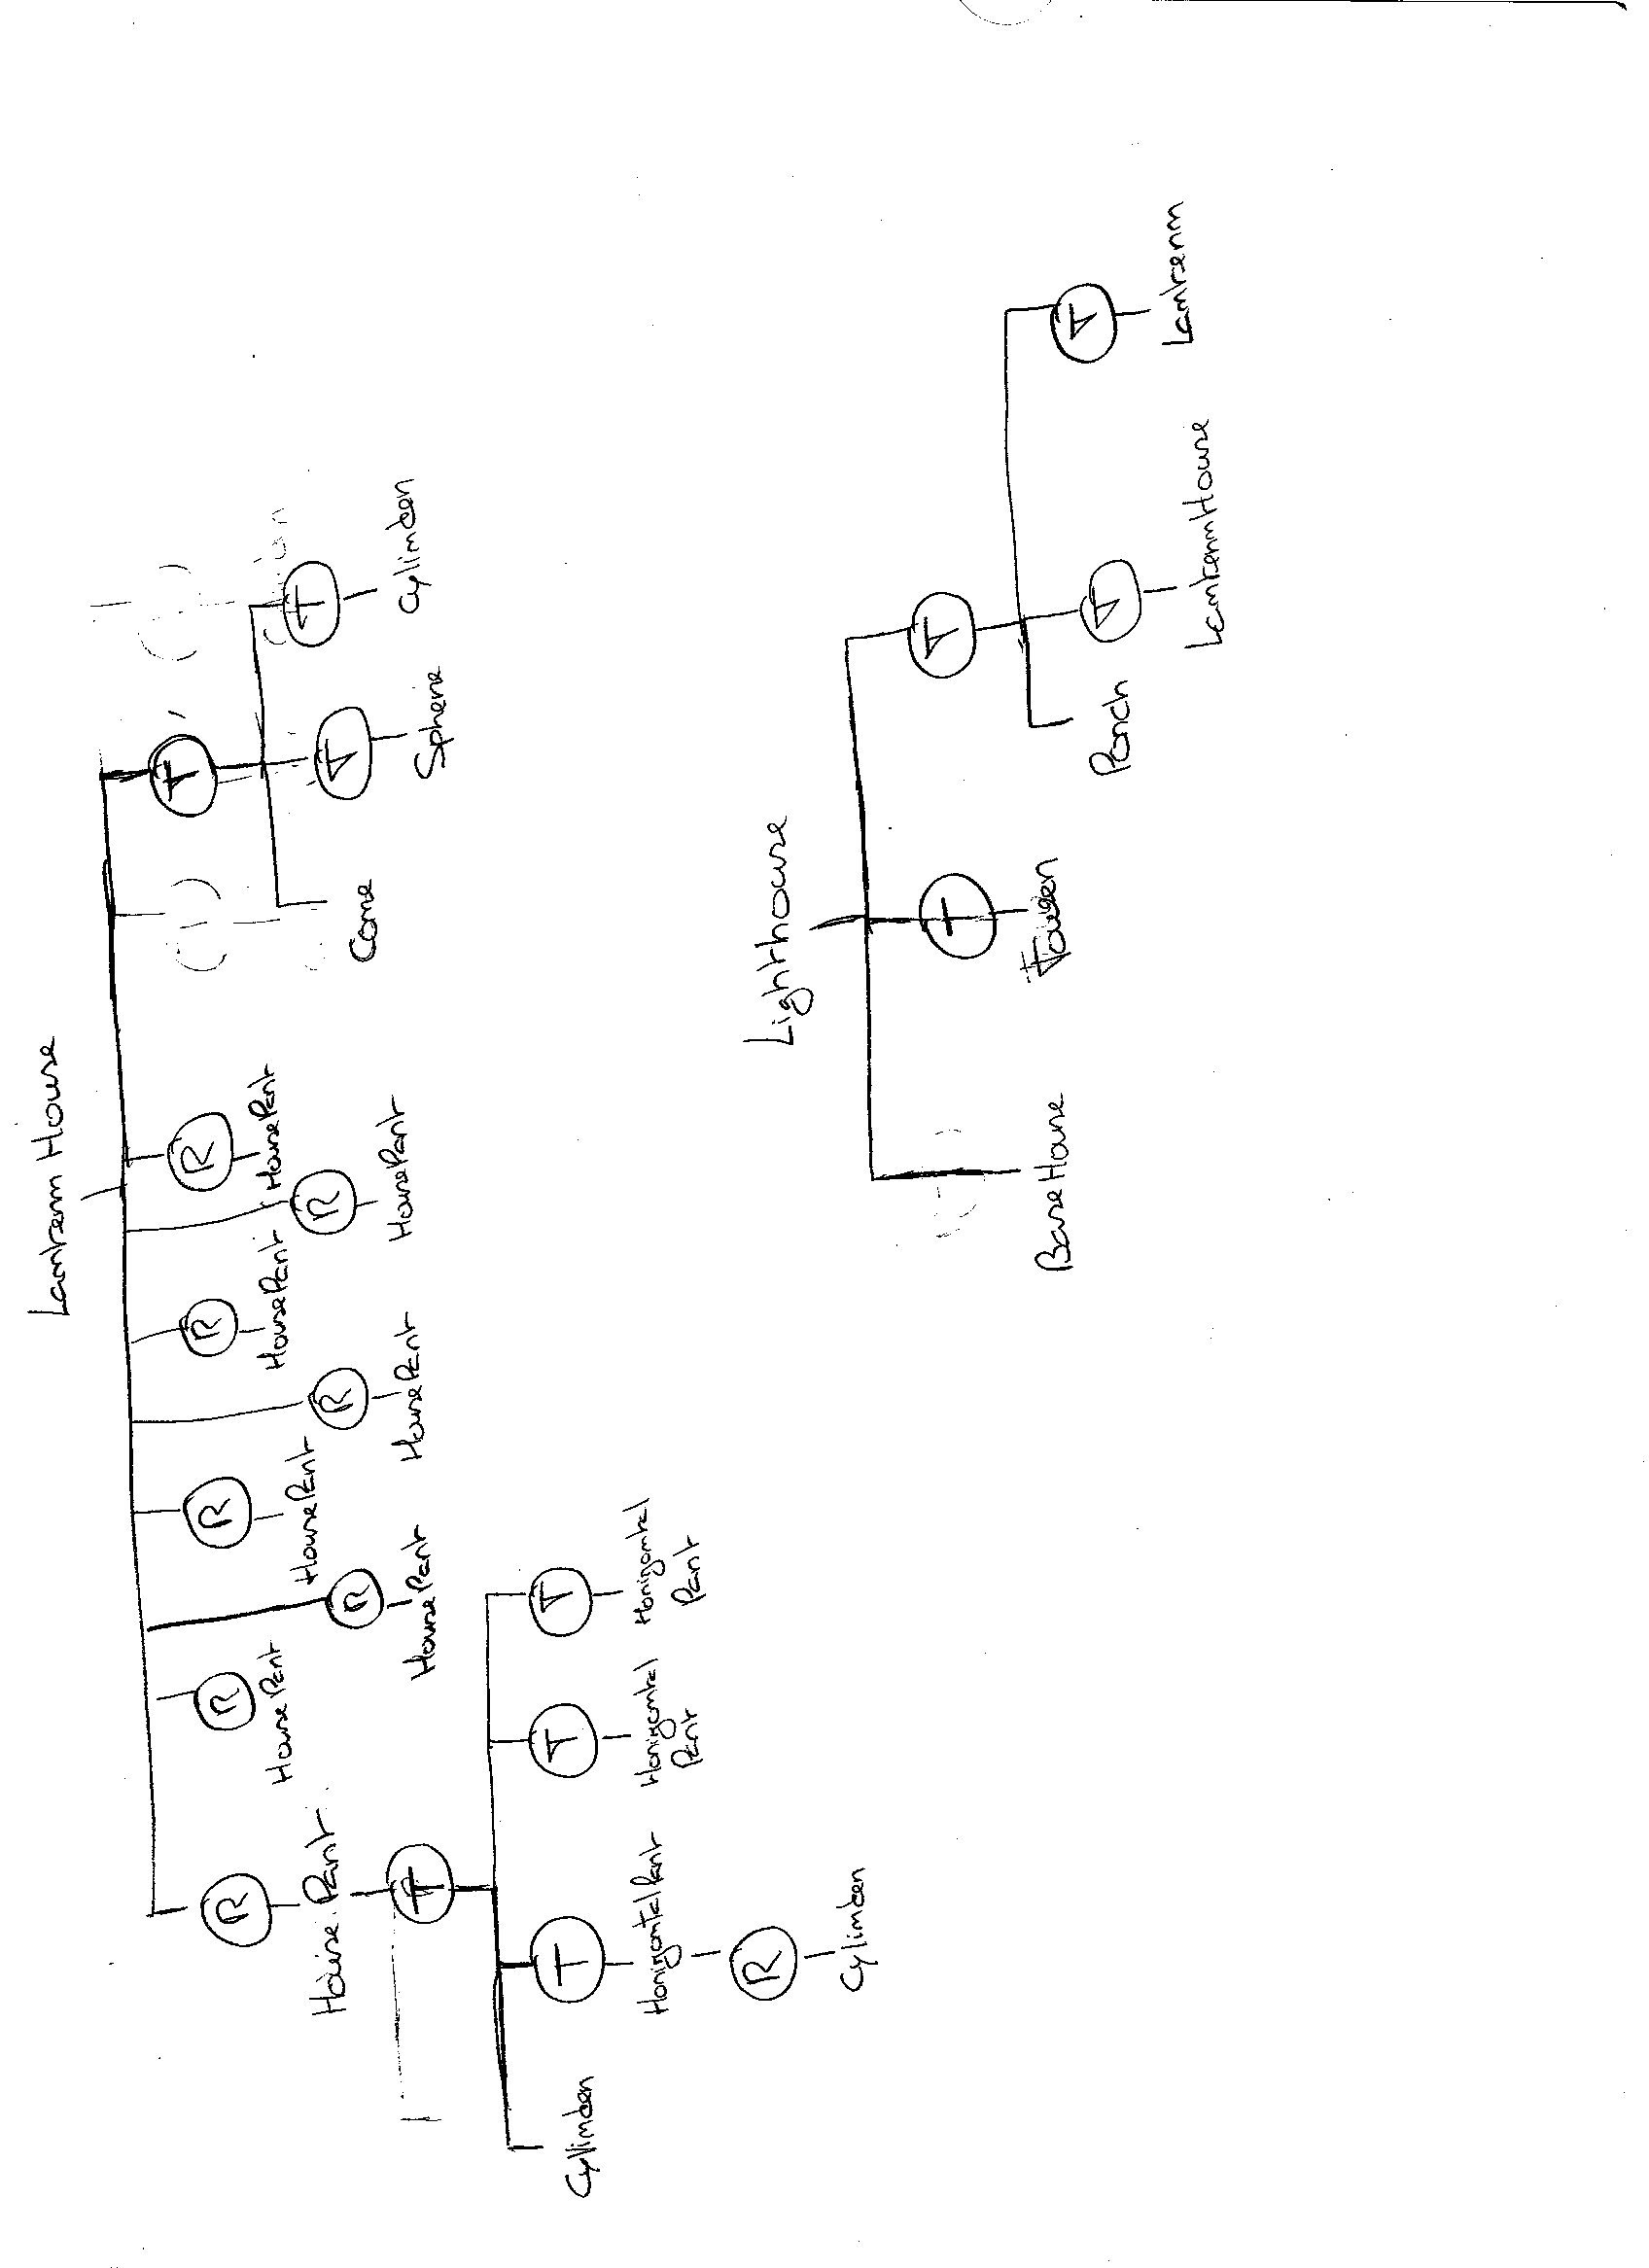 Lantern House
R
R
R
R
R
R
R
R
T
House Part
House Part
House Part
House Part
House Part
House Part
House Part
House Part
T
Cone
T
Sphere
T
Cylinder
Cylinder
T
T
T
Horizontal Part
Horizontal
Part
Horizontal
Part
R
Cylinder
Lighthouse
Base House
T
Tower
T
Porch
T
Lantern House
T
Lantern